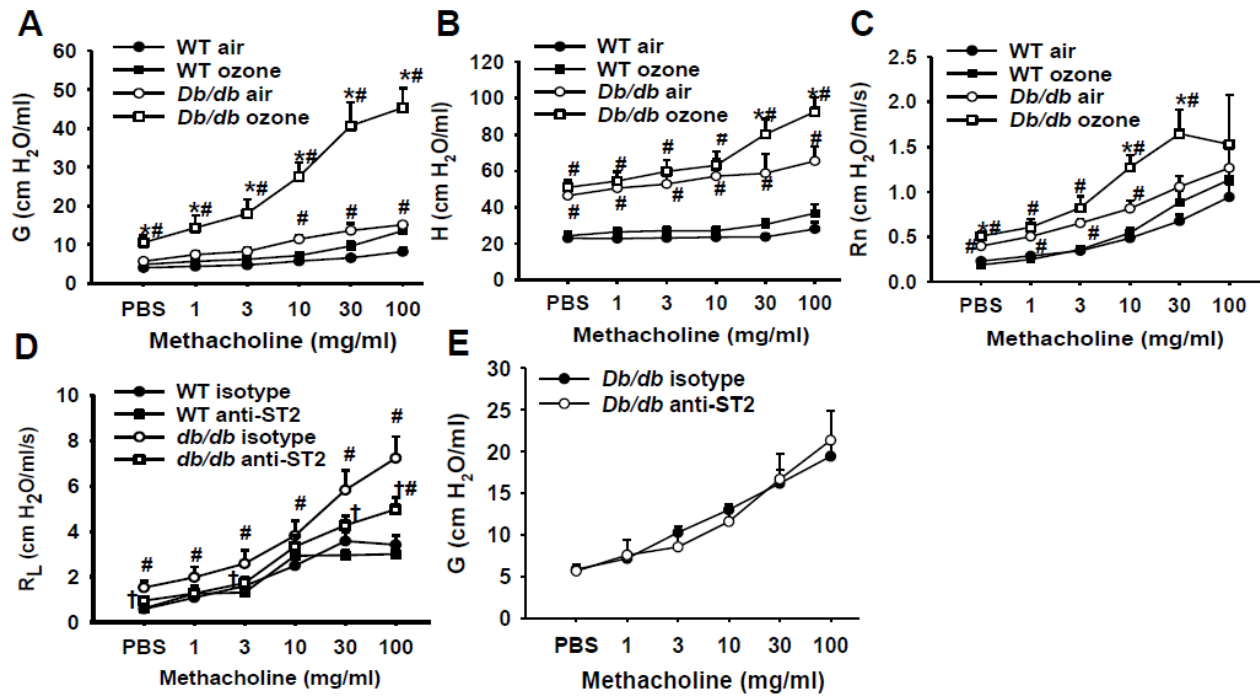 A
WT air
WT ozone
Db/db air
Db/db ozone
G (cm H2O/ml)
60
50
40
30
20
10
0
*# *# *# *# *# *#
# # #
PBS 1 3 10 30 100
Methacholine (mg/ml)
B
WT air
WT ozone
Db/db air
Db/db ozone
H (cm H2O/ml)
120
100
80
60
40
20
0
# # # # *# *#
# # # # # #
PBS 1 3 10 30 100
Methacholine (mg/ml)
C
WT air
WT ozone
Db/db air
Db/db ozone
Rn (cm H2O/ml/s)
2.5
2.0
1.5
1.0
0.5
0.0
*# # # *# *#
# # # #
PBS 1 3 10 30 100
Methacholine (mg/ml)
D
WT isotype
WT anti-ST2
db/db isotype
db/db anti-ST2
RL (cm H2O/ml/s)
10
8
6
4
2
0
# # # # # #
† † † †#
PBS 1 3 10 30 100
Methacholine (mg/ml)
E
Db/db isotype
Db/db anti-ST2
G (cm H2O/ml)
30
25
20
15
10
5
0
PBS 1 3 10 30 100
Methacholine (mg/ml)